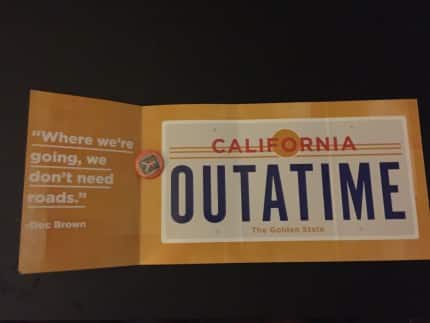 “Where we're
going, we
don't need
roads.”
-Doc Brown
CALIFORNIA
OUTATIME
The Golden State